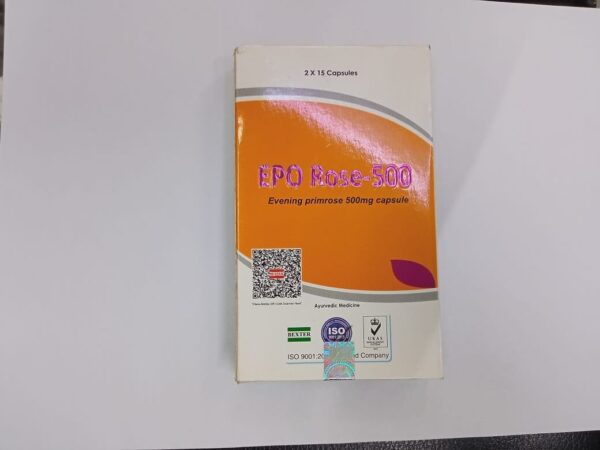 2 X 15 Capsules
EPO Rose-500
Evening primrose 500mg capsule
Ayurvedic Medicine
BEXTER
ISO
UKAS
ISO 9001:20
Company